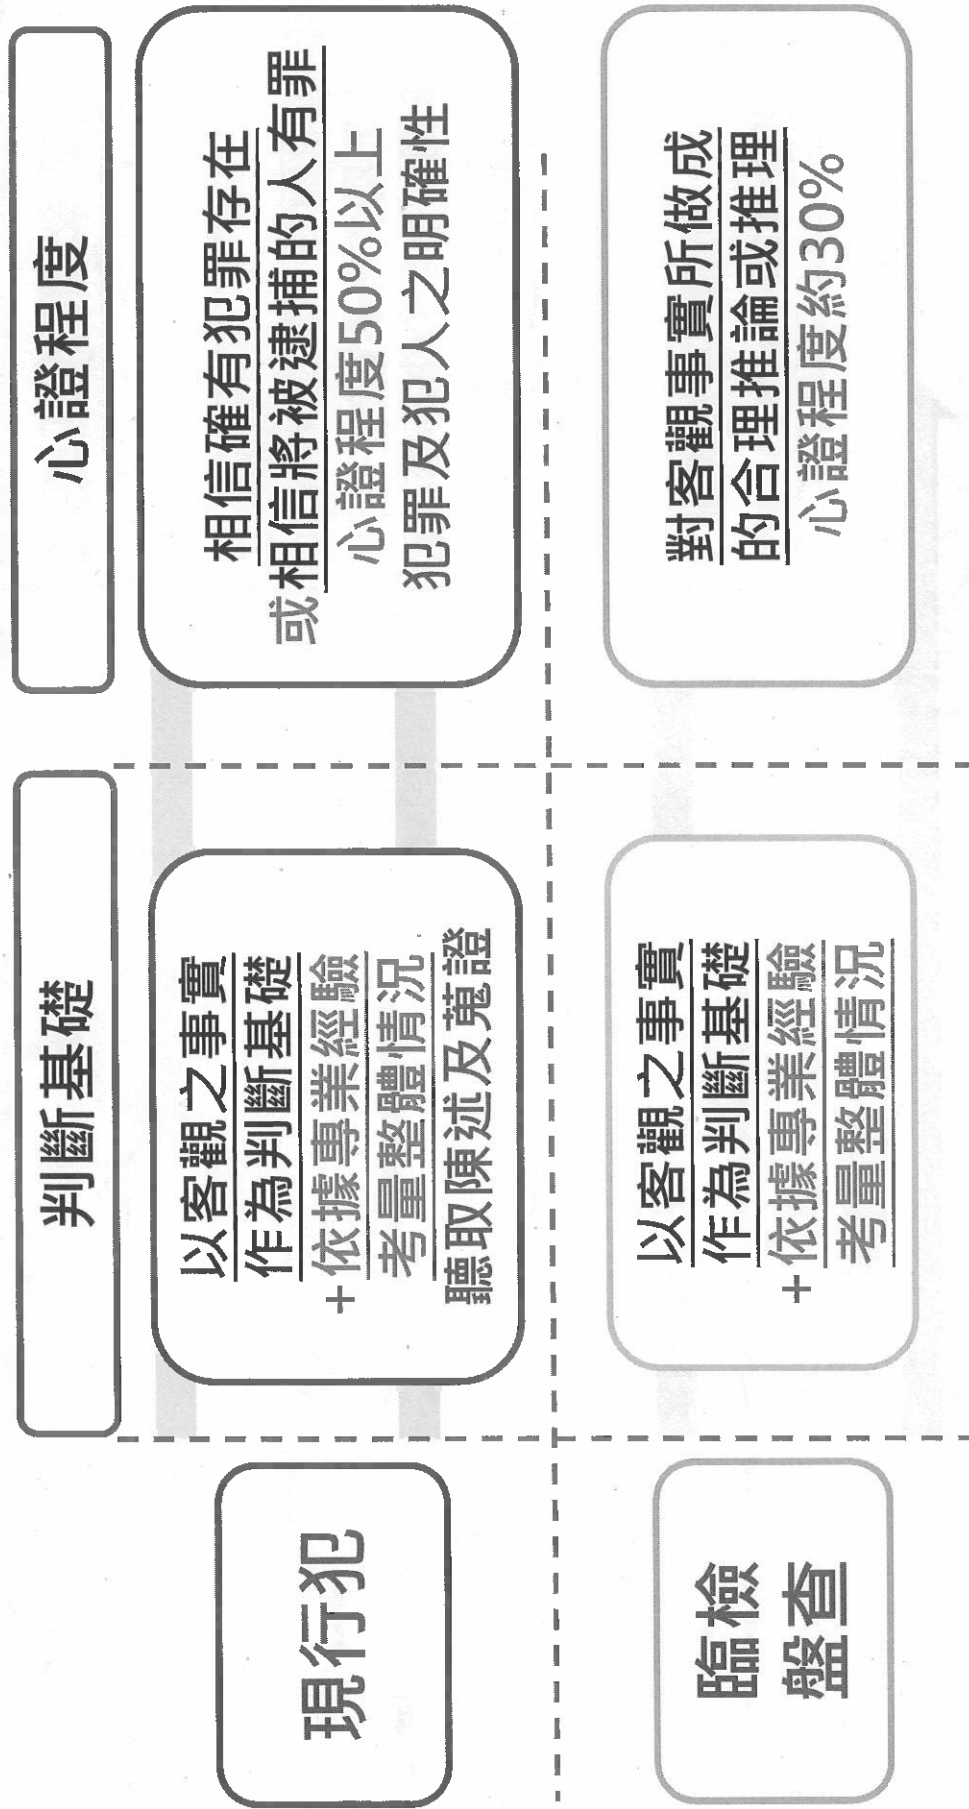 判斷基礎
心證程度
現行犯
以客觀之事實
作為判斷基礎
+依據專業經驗
考量整體情況
聽取陳述及蒐證
相信確有犯罪存在
或相信將被逮捕的人有罪
心證程度50%以上
犯罪及犯人之明確性
臨檢
盤查
以客觀之事實
作為判斷基礎
+依據專業經驗
考量整體情況
對客觀事實所做成
的合理推論或推理
心證程度約30%